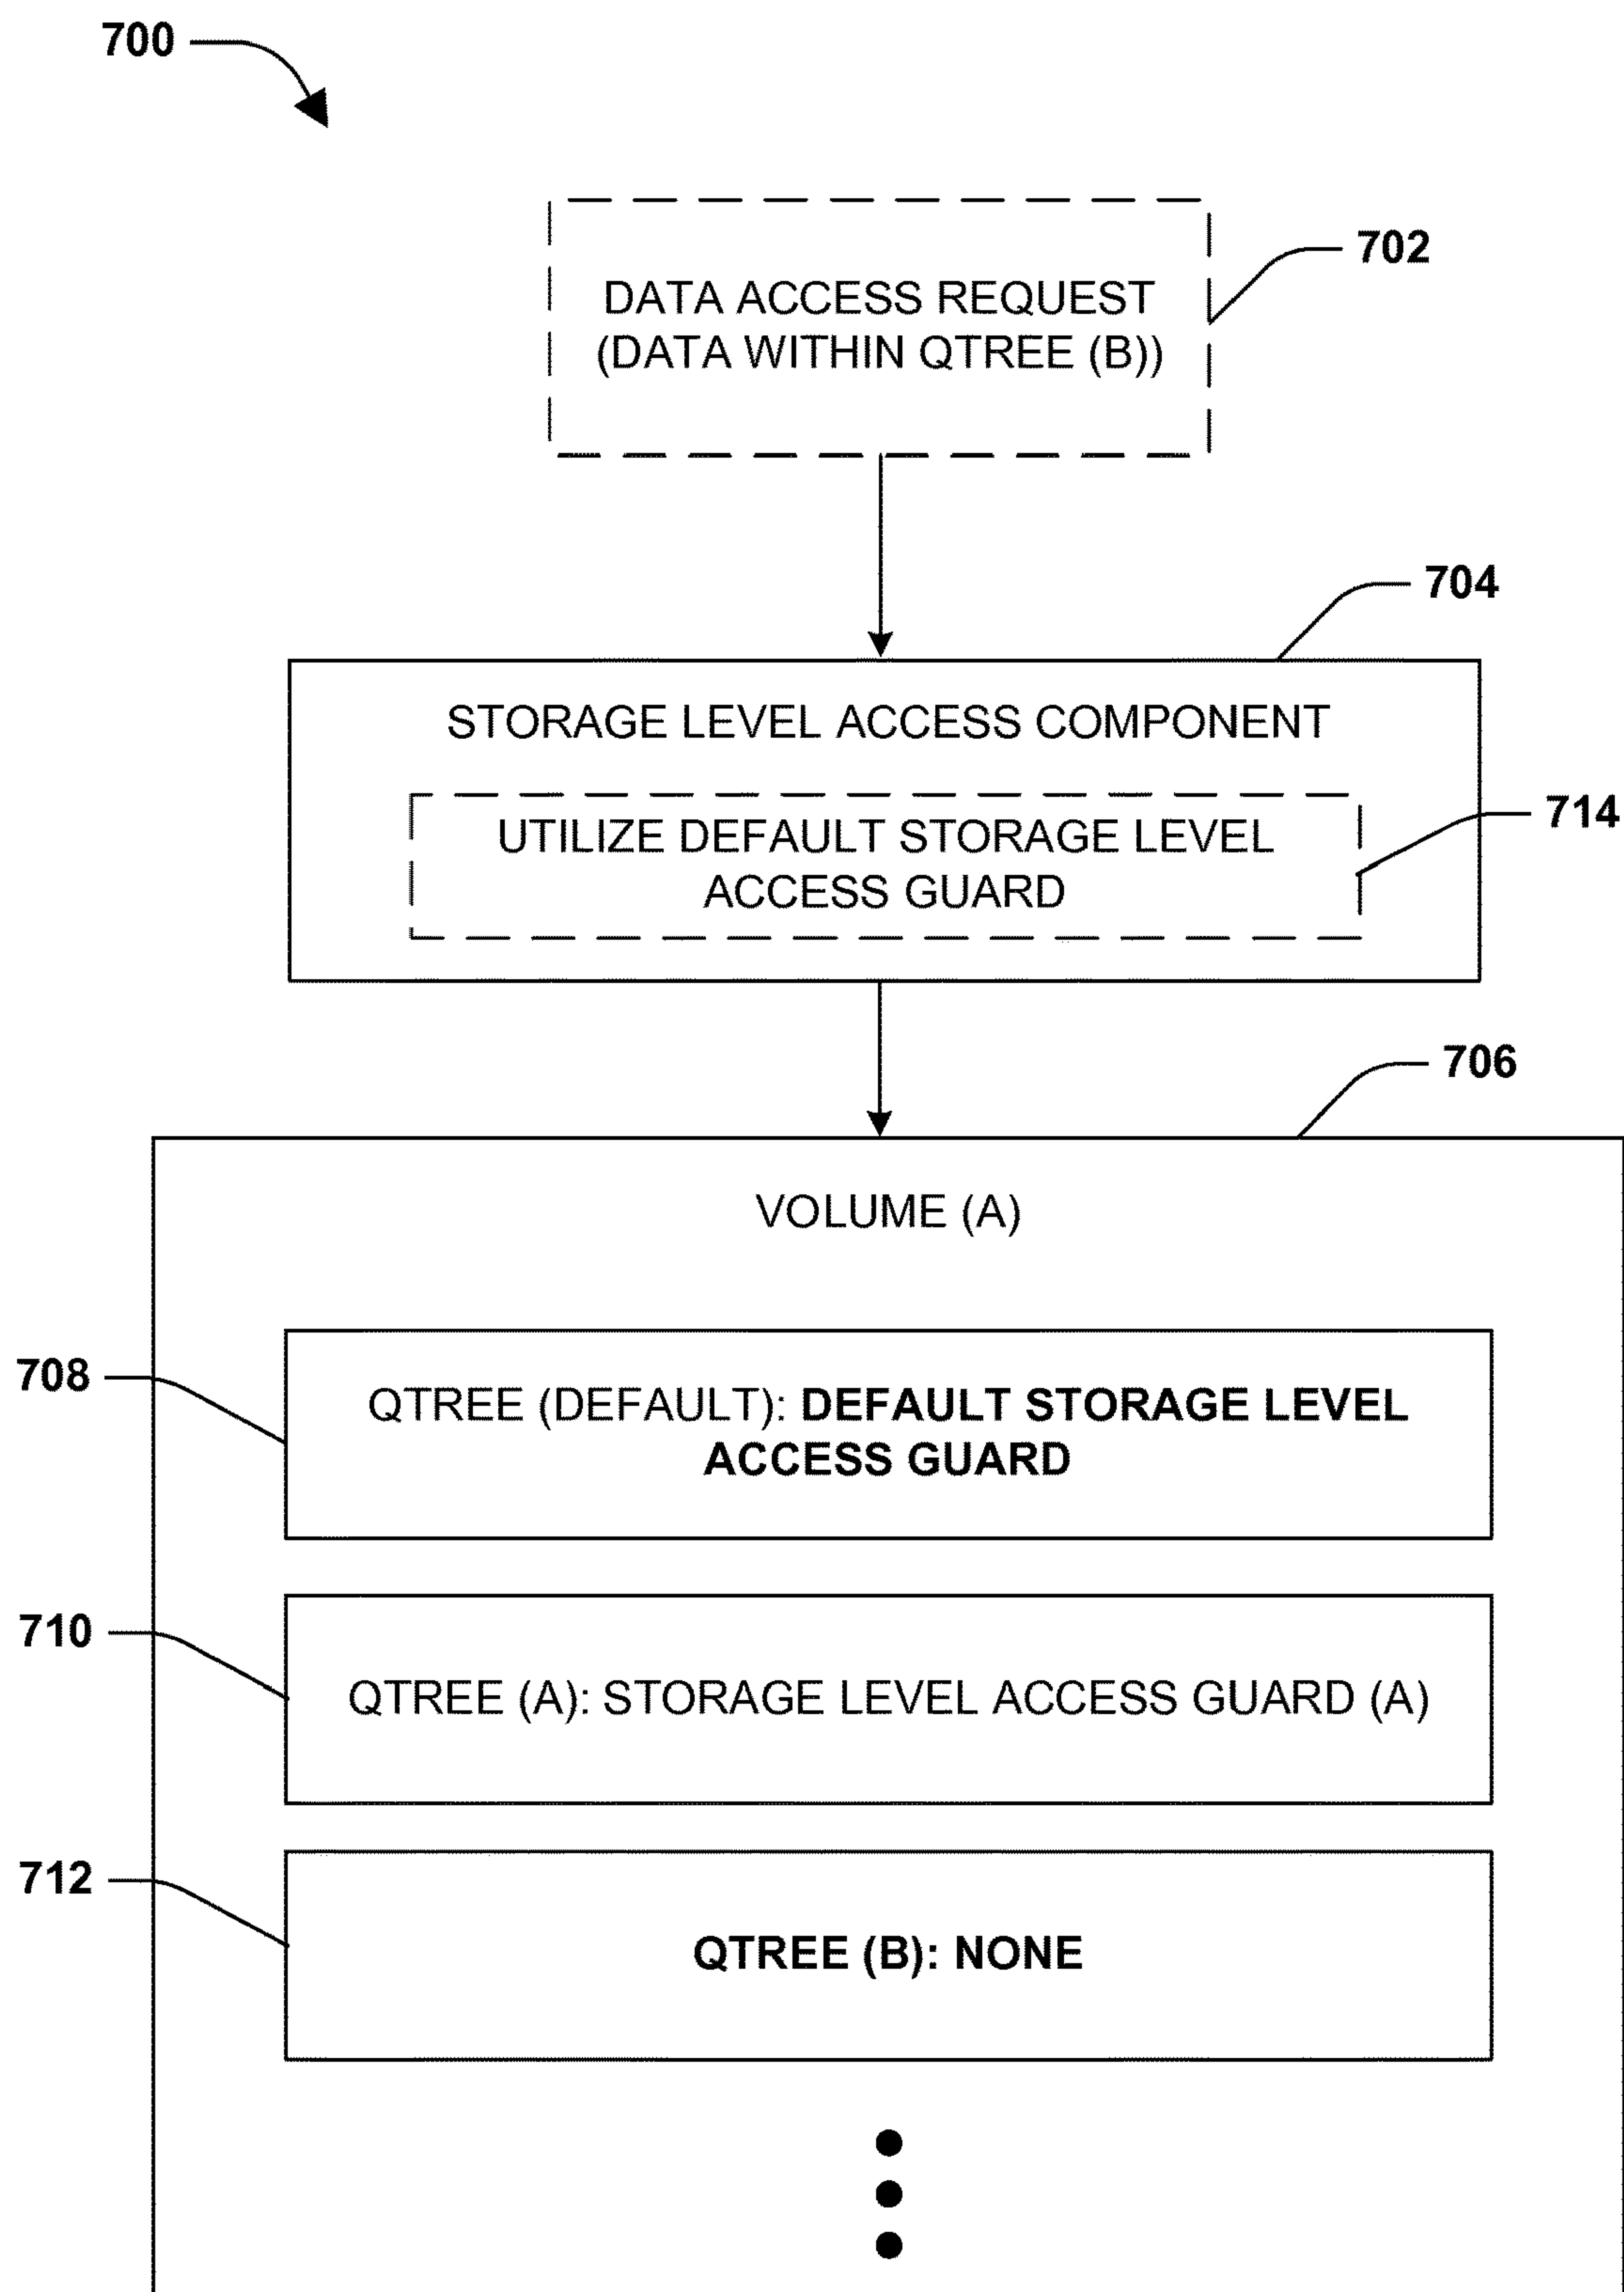 700
702
DATA ACCESS REQUEST
(DATA WITHIN QTREE (B))
704
STORAGE LEVEL ACCESS COMPONENT
714
UTILIZE DEFAULT STORAGE LEVEL
ACCESS GUARD
706
VOLUME (A)
708
QTREE (DEFAULT): DEFAULT STORAGE LEVEL
ACCESS GUARD
710
QTREE (A): STORAGE LEVEL ACCESS GUARD (A)
712
QTREE (B): NONE